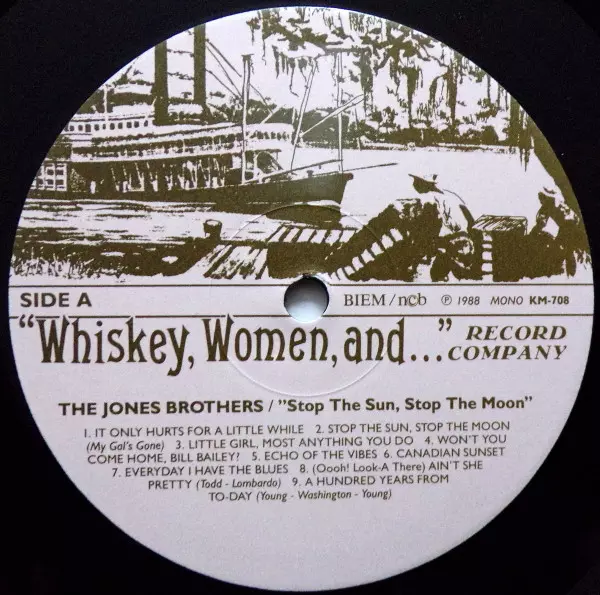 SIDE A
BIEM/ncb ℗ 1988 MONO KM-708
"Whiskey, Women, and..." RECORD
COMPANY
THE JONES BROTHERS / ”Stop The Sun, Stop The Moon”
1. IT ONLY HURTS FOR A LITTLE WHILE 2. STOP THE SUN, STOP THE MOON
(My Gal's Gone) 3. LITTLE GIRL, MOST ANYTHING YOU DO 4. WON'T YOU
COME HOME, BILL BAILEY? 5. ECHO OF THE VIBES 6. CANADIAN SUNSET
7. EVERYDAY I HAVE THE BLUES 8. (Oooh! Look-A There) AIN'T SHE
PRETTY (Todd - Lombardo) 9. A HUNDRED YEARS FROM
TO-DAY (Young - Washington - Young)